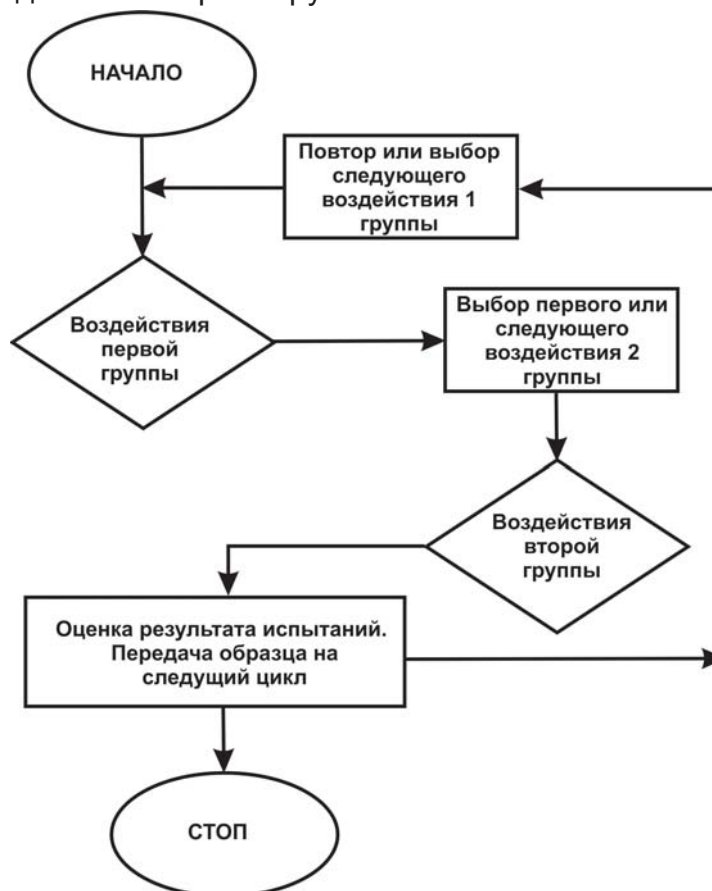 НАЧАЛО
Повтор или выбор
следующего
воздействия 1
группы
Воздействия
первой
группы
Выбор первого или
следующего
воздействия 2
группы
Воздействия
второй
группы
Оценка результата испытаний.
Передача образца на
следущий цикл
СТОП